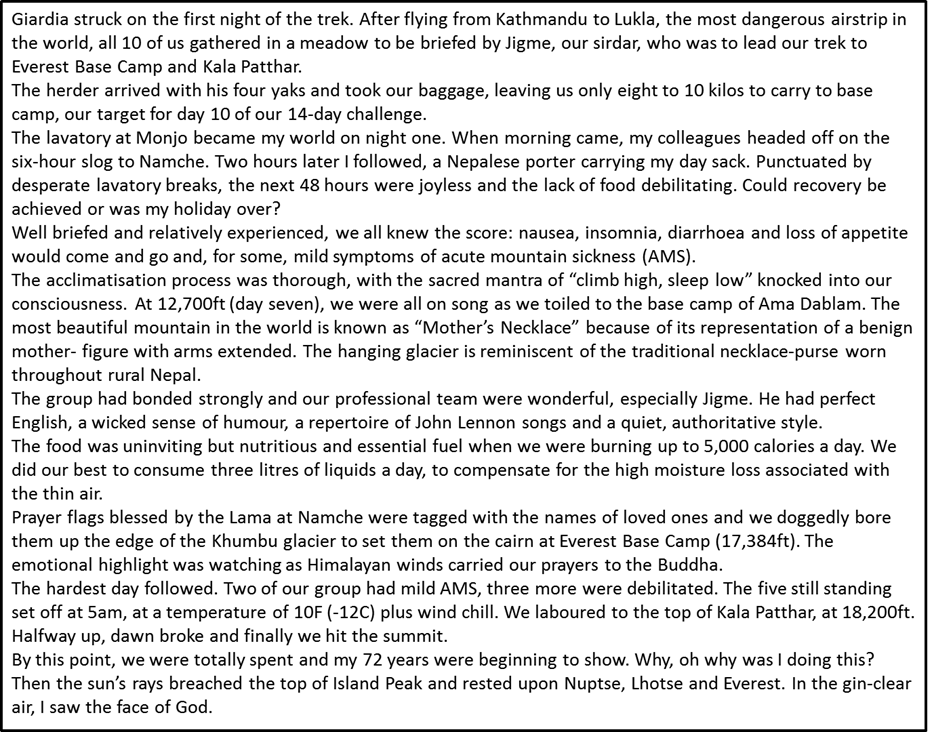 Giardia struck on the first night of the trek. After flying from Kathmandu to Lukla, the most dangerous airstrip in
the world, all 10 of us gathered in a meadow to be briefed by Jigme, our sirdar, who was to lead our trek to
Everest Base Camp and Kala Patthar.
The herder arrived with his four yaks and took our baggage, leaving us only eight to 10 kilos to carry to base
camp, our target for day 10 of our 14-day challenge.
The lavatory at Monjo became my world on night one. When morning came, my colleagues headed off on the
six-hour slog to Namche. Two hours later I followed, a Nepalese porter carrying my day sack. Punctuated by
desperate lavatory breaks, the next 48 hours were joyless and the lack of food debilitating. Could recovery be
achieved or was my holiday over?
Well briefed and relatively experienced, we all knew the score: nausea, insomnia, diarrhoea and loss of appetite
would come and go and, for some, mild symptoms of acute mountain sickness (AMS).
The acclimatisation process was thorough, with the sacred mantra of “climb high, sleep low” knocked into our
consciousness. At 12,700ft (day seven), we were all on song as we toiled to the base camp of Ama Dablam. The
most beautiful mountain in the world is known as “Mother’s Necklace” because of its representation of a benign
mother- figure with arms extended. The hanging glacier is reminiscent of the traditional necklace-purse worn
throughout rural Nepal.
The group had bonded strongly and our professional team were wonderful, especially Jigme. He had perfect
English, a wicked sense of humour, a repertoire of John Lennon songs and a quiet, authoritative style.
The food was uninviting but nutritious and essential fuel when we were burning up to 5,000 calories a day. We
did our best to consume three litres of liquids a day, to compensate for the high moisture loss associated with
the thin air.
Prayer flags blessed by the Lama at Namche were tagged with the names of loved ones and we doggedly bore
them up the edge of the Khumbu glacier to set them on the cairn at Everest Base Camp (17,384ft). The
emotional highlight was watching as Himalayan winds carried our prayers to the Buddha.
The hardest day followed. Two of our group had mild AMS, three more were debilitated. The five still standing
set off at 5am, at a temperature of 10F (-12C) plus wind chill. We laboured to the top of Kala Patthar, at 18,200ft.
Halfway up, dawn broke and finally we hit the summit.
By this point, we were totally spent and my 72 years were beginning to show. Why, oh why was I doing this?
Then the sun’s rays breached the top of Island Peak and rested upon Nuptse, Lhotse and Everest. In the gin-clear
air, I saw the face of God.